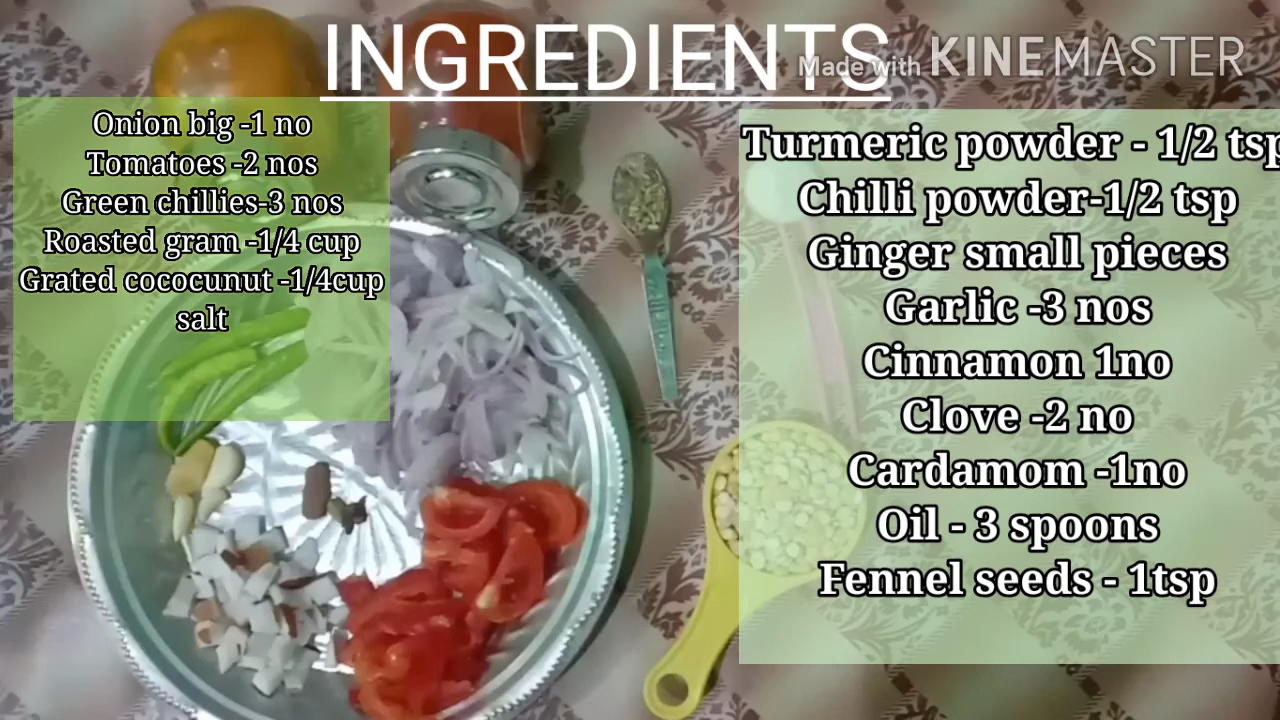 INGREDIENTS
Made with KINEMASTER
Onion big -1 no
Tomatoes -2 nos
Green chillies-3 nos
Roasted gram -1/4 cup
Grated cococunut -1/4cup
salt
Turmeric powder - 1/2 tsp
Chilli powder-1/2 tsp
Ginger small pieces
Garlic -3 nos
Cinnamon 1no
Clove -2 no
Cardamom -1no
Oil - 3 spoons
Fennel seeds - 1tsp